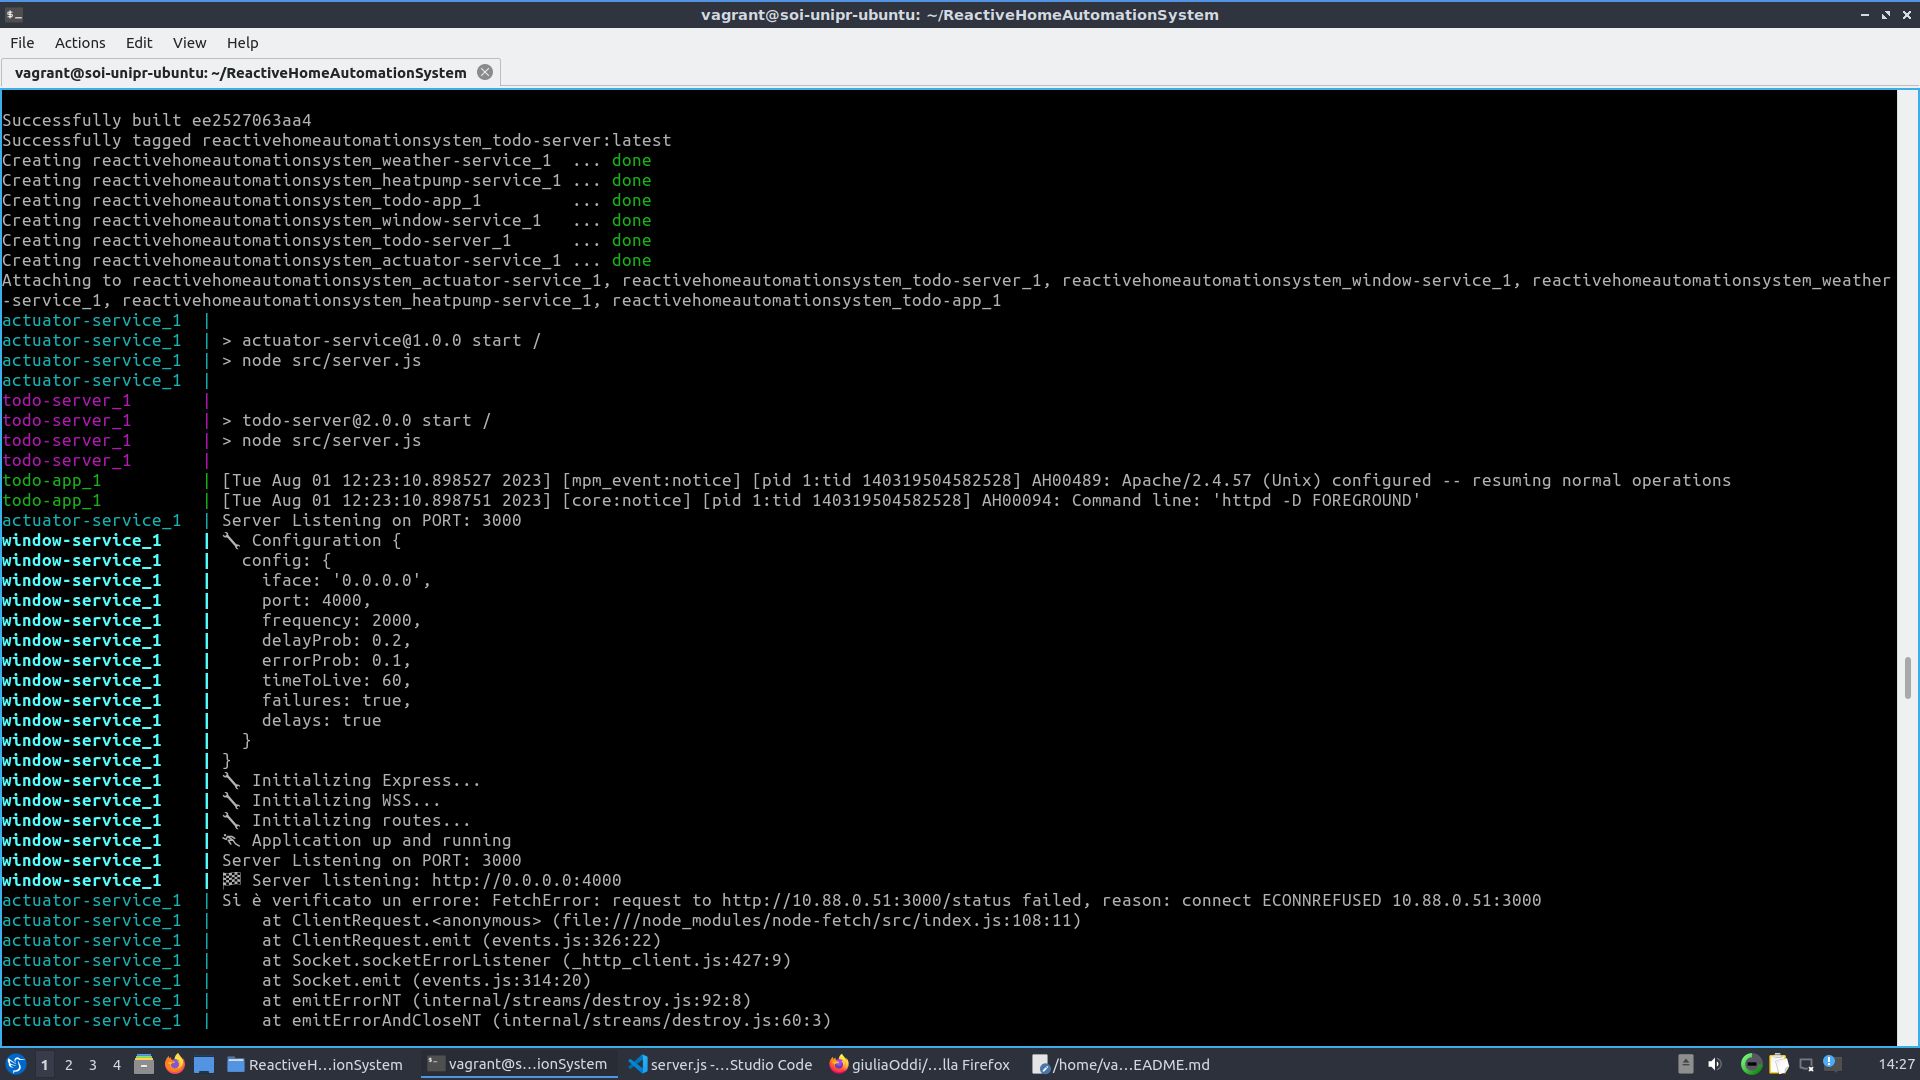 vagrant@soi-unipr-ubuntu: ~/ReactiveHomeAutomationSystem
File Actions Edit View Help
vagrant@soi-unipr-ubuntu: ~/ReactiveHomeAutomationSystem
Successfully built ee2527063aa4
Successfully tagged reactivehomeautomationsystem_todo-server:latest
Creating reactivehomeautomationsystem_weather-service_1  ... done
Creating reactivehomeautomationsystem_heatpump-service_1 ... done
Creating reactivehomeautomationsystem_todo-app_1         ... done
Creating reactivehomeautomationsystem_window-service_1   ... done
Creating reactivehomeautomationsystem_todo-server_1      ... done
Creating reactivehomeautomationsystem_actuator-service_1 ... done
Attaching to reactivehomeautomationsystem_actuator-service_1, reactivehomeautomationsystem_todo-server_1, reactivehomeautomationsystem_window-service_1, reactivehomeautomationsystem_weather
-service_1, reactivehomeautomationsystem_heatpump-service_1, reactivehomeautomationsystem_todo-app_1
actuator-service_1  |
actuator-service_1  | > actuator-service@1.0.0 start /
actuator-service_1  | > node src/server.js
actuator-service_1  |
todo-server_1       |
todo-server_1       | > todo-server@2.0.0 start /
todo-server_1       | > node src/server.js
todo-server_1       |
todo-app_1          | [Tue Aug 01 12:23:10.898527 2023] [mpm_event:notice] [pid 1:tid 140319504582528] AH00489: Apache/2.4.57 (Unix) configured -- resuming normal operations
todo-app_1          | [Tue Aug 01 12:23:10.898751 2023] [core:notice] [pid 1:tid 140319504582528] AH00094: Command line: 'httpd -D FOREGROUND'
actuator-service_1  | Server Listening on PORT: 3000
window-service_1    | 🔧 Configuration {
window-service_1    |   config: {
window-service_1    |     iface: '0.0.0.0',
window-service_1    |     port: 4000,
window-service_1    |     frequency: 2000,
window-service_1    |     delayProb: 0.2,
window-service_1    |     errorProb: 0.1,
window-service_1    |     timeToLive: 60,
window-service_1    |     failures: true,
window-service_1    |     delays: true
window-service_1    |   }
window-service_1    | }
window-service_1    | 🔧 Initializing Express...
window-service_1    | 🔧 Initializing WSS...
window-service_1    | 🔧 Initializing routes...
window-service_1    | Application up and running
window-service_1    | Server Listening on PORT: 3000
window-service_1    | 🏁 Server listening: http://0.0.0.0:4000
actuator-service_1  | Si è verificato un errore: FetchError: request to http://10.88.0.51:3000/status failed, reason: connect ECONNREFUSED 10.88.0.51:3000
actuator-service_1  |     at ClientRequest.<anonymous> (file:///node_modules/node-fetch/src/index.js:108:11)
actuator-service_1  |     at ClientRequest.emit (events.js:326:22)
actuator-service_1  |     at Socket.socketErrorListener (_http_client.js:427:9)
actuator-service_1  |     at Socket.emit (events.js:314:20)
actuator-service_1  |     at emitErrorNT (internal/streams/destroy.js:92:8)
actuator-service_1  |     at emitErrorAndCloseNT (internal/streams/destroy.js:60:3)
1 2 3 4 ReactiveH...ionSystem vagrant@s...ionSystem server.js -...Studio Code giuliaOddi/...lla Firefox /home/va...EADME.md 14:27